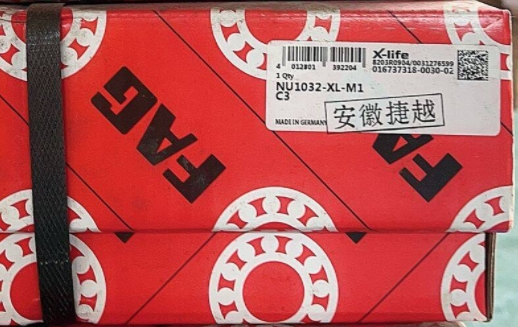 FAG
FAG
FAG
X-life
8203R0904/0031276599
016737318-0030-02
4 012801 392204
1 Qty
NU1032-XL-M1
C3
MADE IN GERMANY
安徽捷越